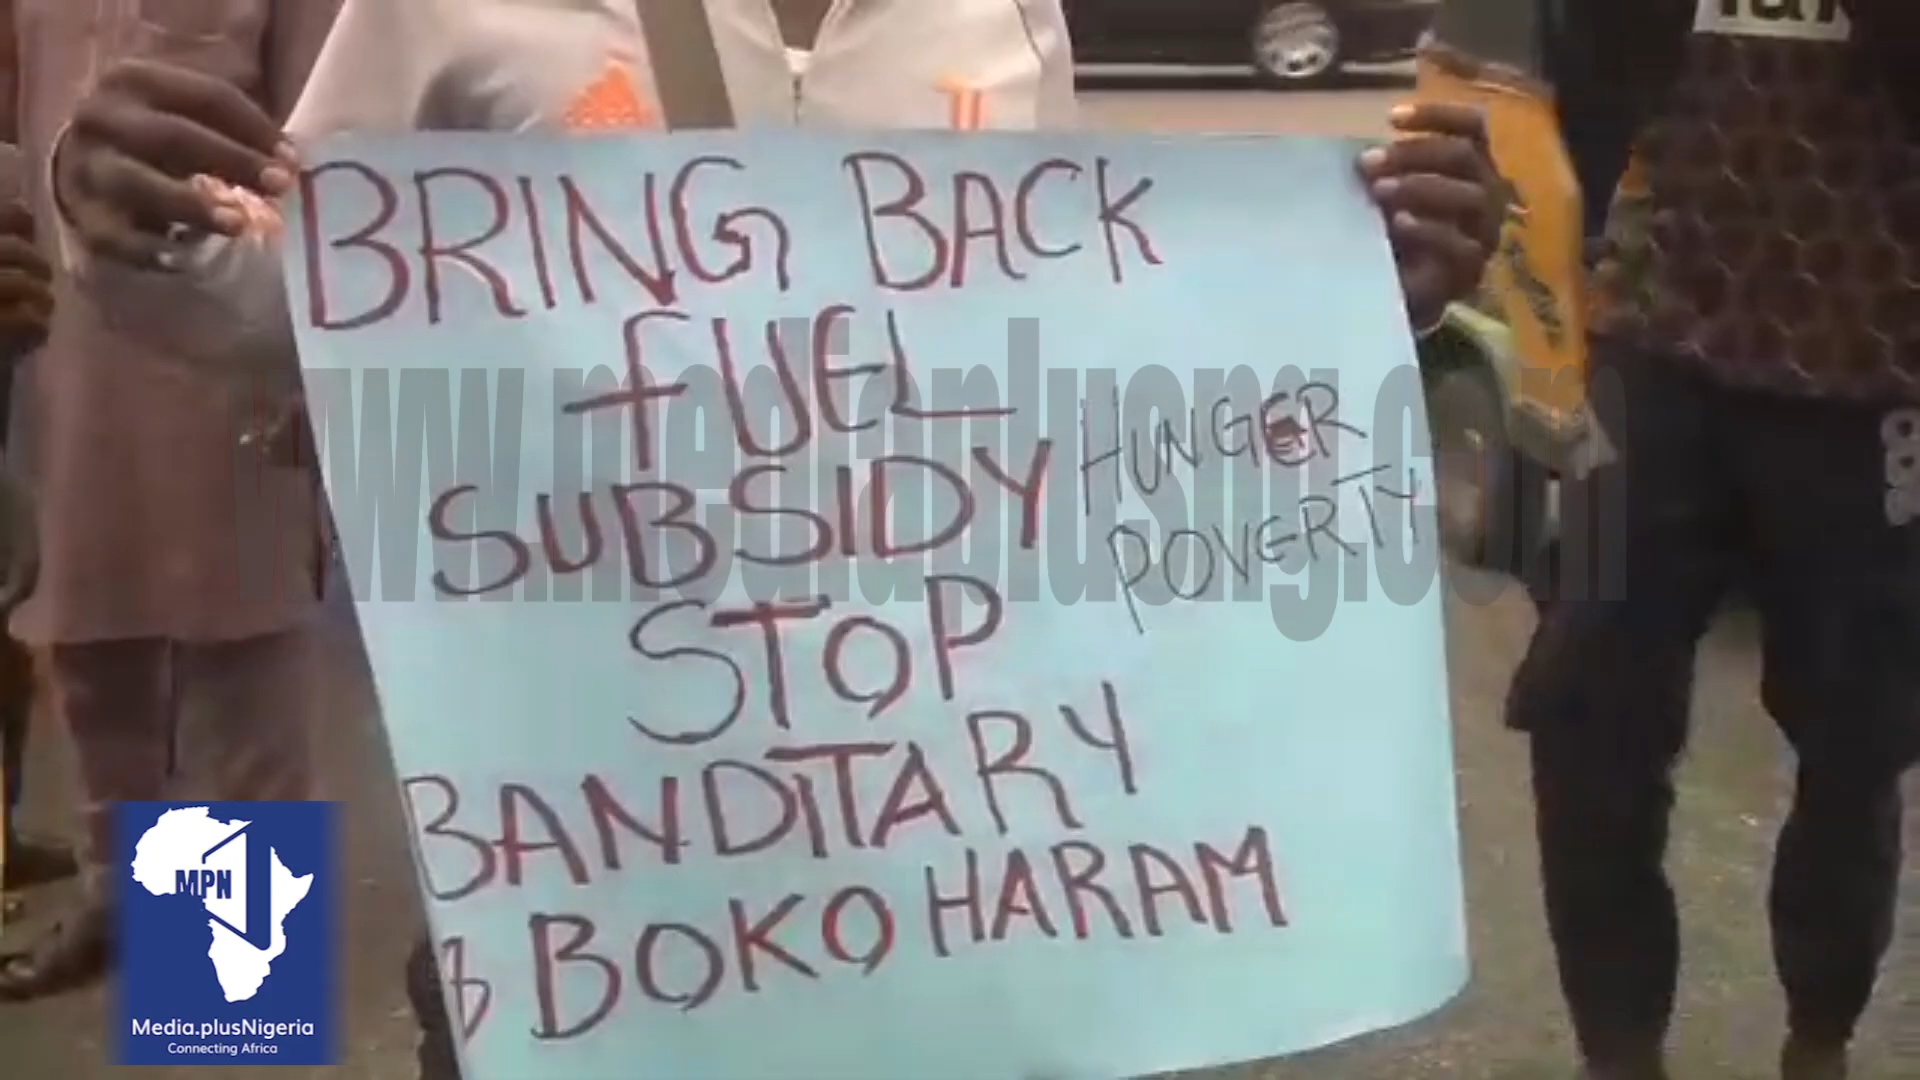 BRING BACK
FUEL
SUBSIDY
HUNGER
POVERTY
STOP
BANDITARY
& BOKO HARAM
www.mediaplusng.com
MPN
Media.plusNigeria
Connecting Africa